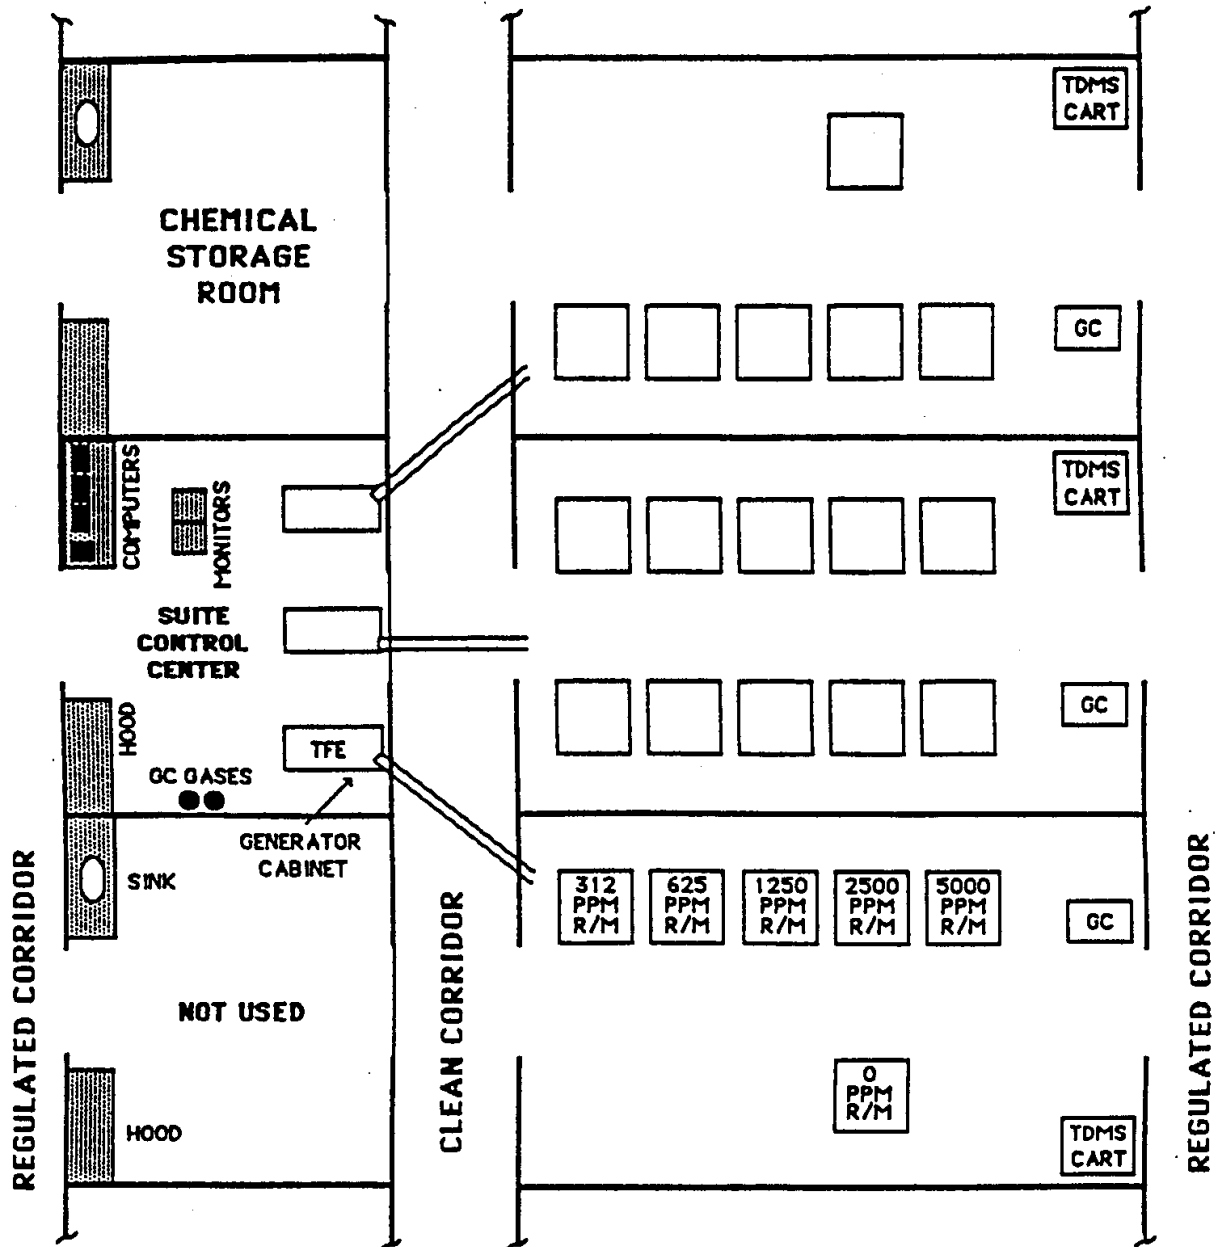 TDMS
CART
CHEMICAL
STORAGE
ROOM
GC
COMPUTERS
MONITORS
TDMS
CART
SUITE
CONTROL
CENTER
HOOD
GC
TFE
GC GASES
GENERATOR
CABINET
SINK
312
PPM
R/M
625
PPM
R/M
1250
PPM
R/M
2500
PPM
R/M
5000
PPM
R/M
GC
REGULATED CORRIDOR
NOT USED
CLEAN CORRIDOR
REGULATED CORRIDOR
0
PPM
R/M
HOOD
TDMS
CART